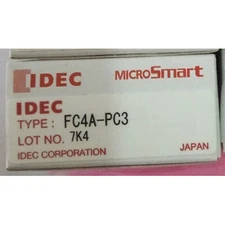 IDEC MICROSmart
IDEC
TYPE : FC4A-PC3
LOT NO. 7K4
IDEC CORPORATION JAPAN